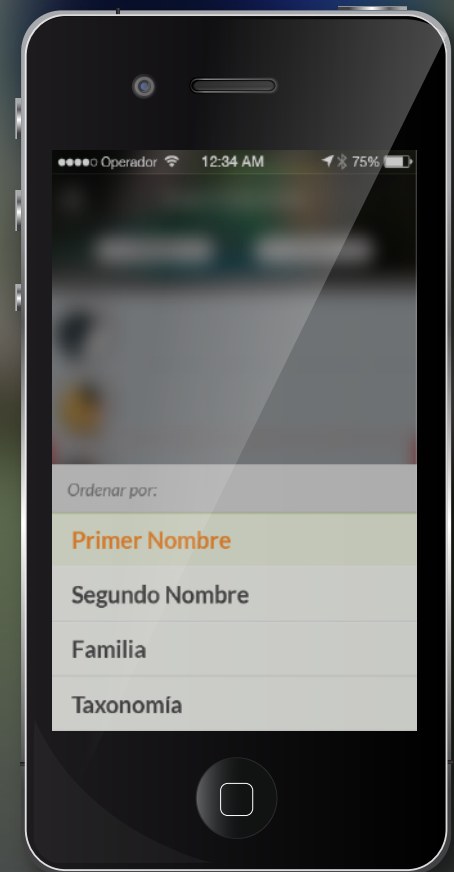 Operador 12:34 AM 75%
Ordenar por:
Primer Nombre
Segundo Nombre
Familia
Taxonomía